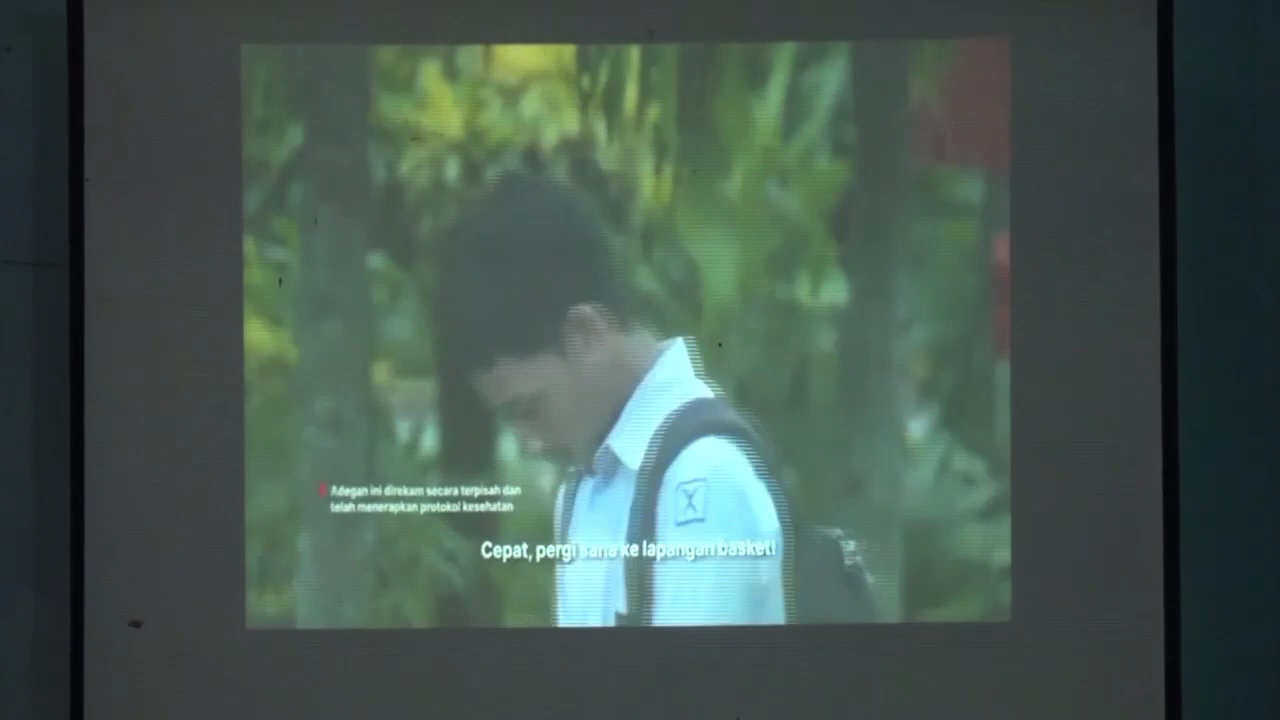 Adegan ini direkam secara terpisah dan
telah menerapkan protokol kesehatan
Cepat, pergi sana ke lapangan basket!
X